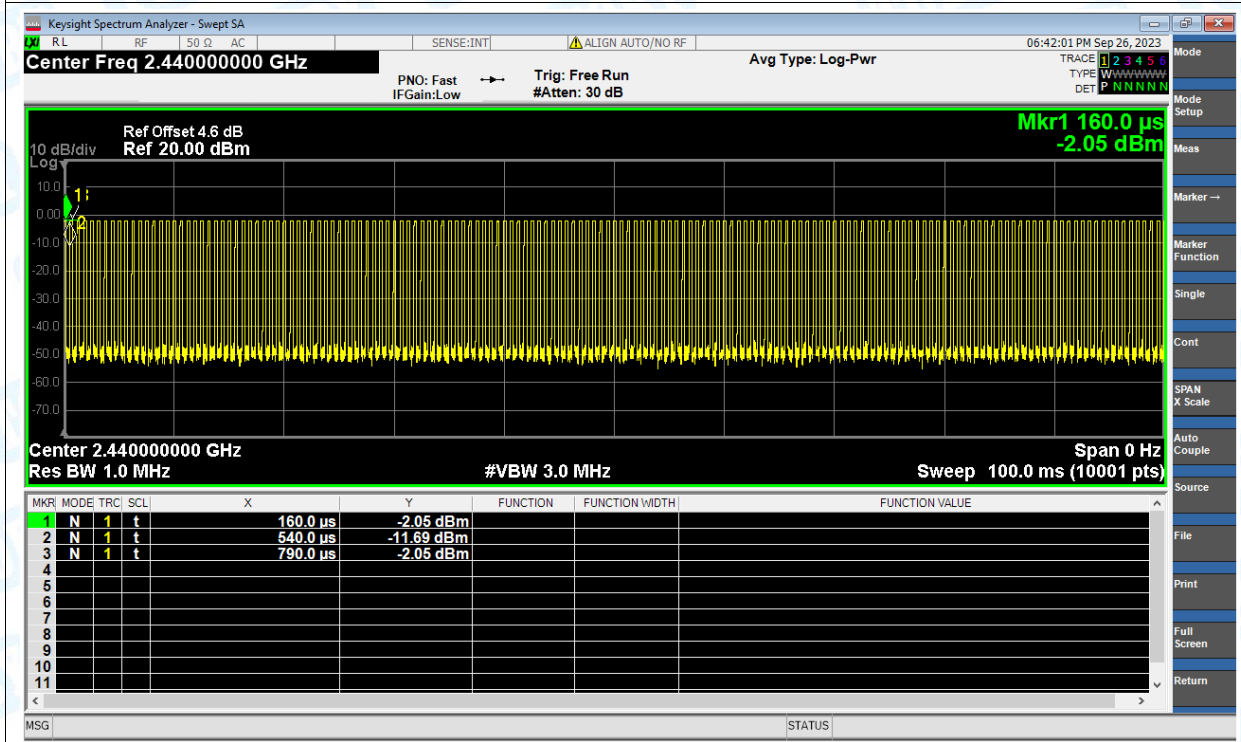 Keysight Spectrum Analyzer - Swept SA
LXI RL RF 50 Ω AC SENSE:INT ALIGN AUTO/NO RF 06:42:01 PM Sep 26, 2023
Center Freq 2.440000000 GHz
PNO: Fast
IFGain:Low
Trig: Free Run
#Atten: 30 dB
Avg Type: Log-Pwr
TRACE 1 2 3 4 5 6
TYPE WWWWWW
DET P N N N N N
Mkr1 160.0 µs
-2.05 dBm
Ref Offset 4.6 dB
10 dB/div Ref 20.00 dBm
Log
10.0
0.00
-10.0
-20.0
-30.0
-40.0
-50.0
-60.0
-70.0
1
2
Center 2.440000000 GHz Span 0 Hz
Res BW 1.0 MHz #VBW 3.0 MHz Sweep 100.0 ms (10001 pts)
MKR MODE TRC SCL X Y FUNCTION FUNCTION WIDTH FUNCTION VALUE
1 N 1 t 160.0 µs -2.05 dBm
2 N 1 t 540.0 µs -11.69 dBm
3 N 1 t 790.0 µs -2.05 dBm
4
5
6
7
8
9
10
11
MSG STATUS
Mode
Mode
Setup
Meas
Marker→
Marker
Function
Single
Cont
SPAN
X Scale
Auto
Couple
Source
File
Print
Full
Screen
Return